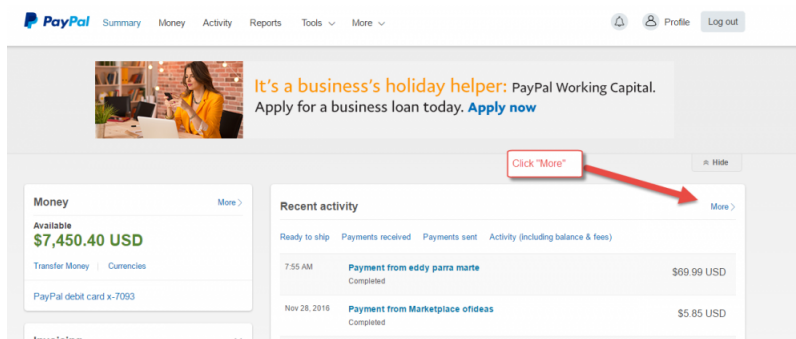 PayPal Summary Money Activity Reports Tools More Profile Log out
It's a business's holiday helper: PayPal Working Capital.
Apply for a business loan today. Apply now
Click "More"
Hide
Money More
Available
$7,450.40 USD
Transfer Money Currencies
PayPal debit card x-7093
Recent activity More
Ready to ship Payments received Payments sent Activity (including balance & fees)
7:55 AM Payment from eddy parra marte $69.99 USD
Completed
Nov 28, 2016 Payment from Marketplace ofideas $5.85 USD
Completed